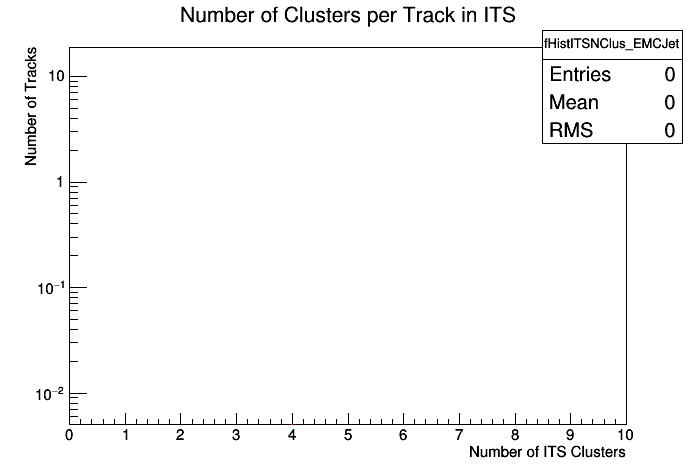 Number of Clusters per Track in ITS
fHistITSNClus_EMCJet
Entries 0
Mean 0
RMS 0
Number of Tracks
10
1
10⁻¹
10⁻²
0 1 2 3 4 5 6 7 8 9 10
Number of ITS Clusters